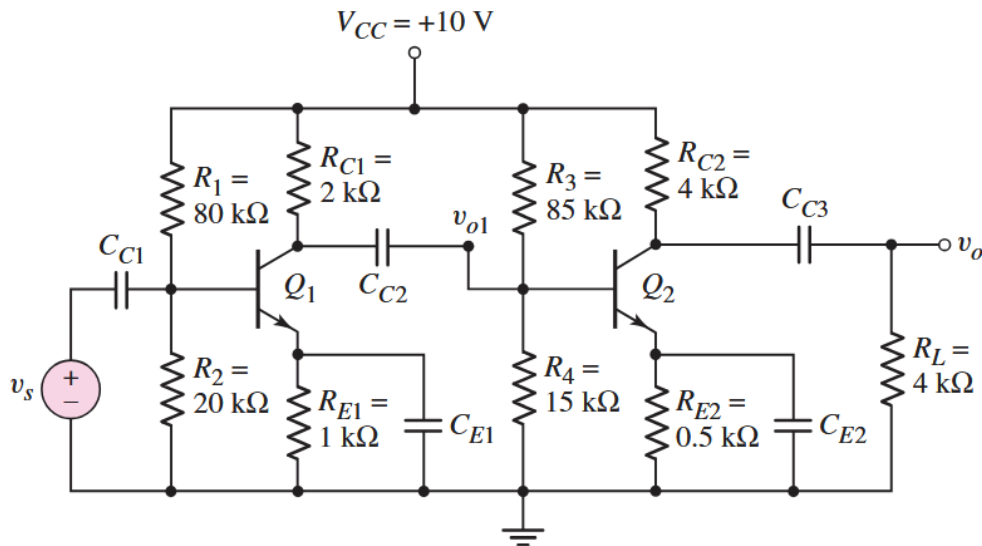 V_CC = +10 V
R_1 =
80 kΩ
R_C1 =
2 kΩ
R_3 =
85 kΩ
R_C2 =
4 kΩ
C_C1
v_o1
C_C2
Q_1
C_C3
v_o
Q_2
v_s
+
−
R_2 =
20 kΩ
R_E1 =
1 kΩ
C_E1
R_4 =
15 kΩ
R_E2 =
0.5 kΩ
C_E2
R_L =
4 kΩ